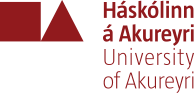 Háskólinn
á Akureyri
University
of Akureyri